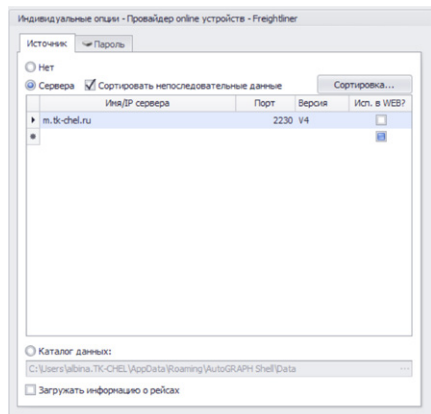 Индивидуальные опции - Провайдер online устройств - Freightliner
Источник Пароль
Нет
Сервера Сортировать непоследовательные данные Сортировка...
Имя/IP сервера Порт Версия Исп. в WEB?
m.tk-chel.ru 2230 V4
Каталог данных:
C:\Users\albina.TK-CHEL\AppData\Roaming\AutoGRAPH Shell\Data ...
Загружать информацию о рейсах